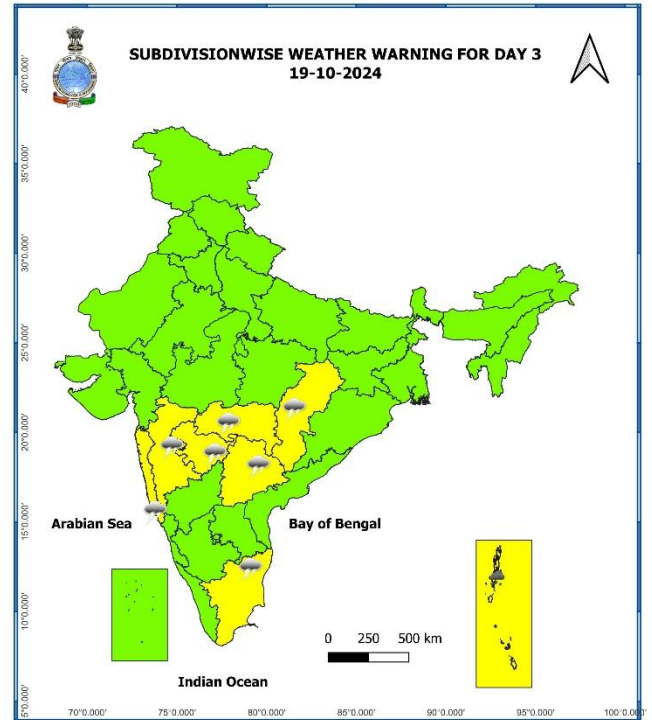 SUBDIVISIONWISE WEATHER WARNING FOR DAY 3
19-10-2024
40°0.000'
35°0.000'
30°0.000'
25°0.000'
20°0.000'
15°0.000'
10°0.000'
5°0.000'
Arabian Sea
Bay of Bengal
0 250 500 km
Indian Ocean
70°0.000' 75°0.000' 80°0.000' 85°0.000' 90°0.000' 95°0.000' 100°0.000'